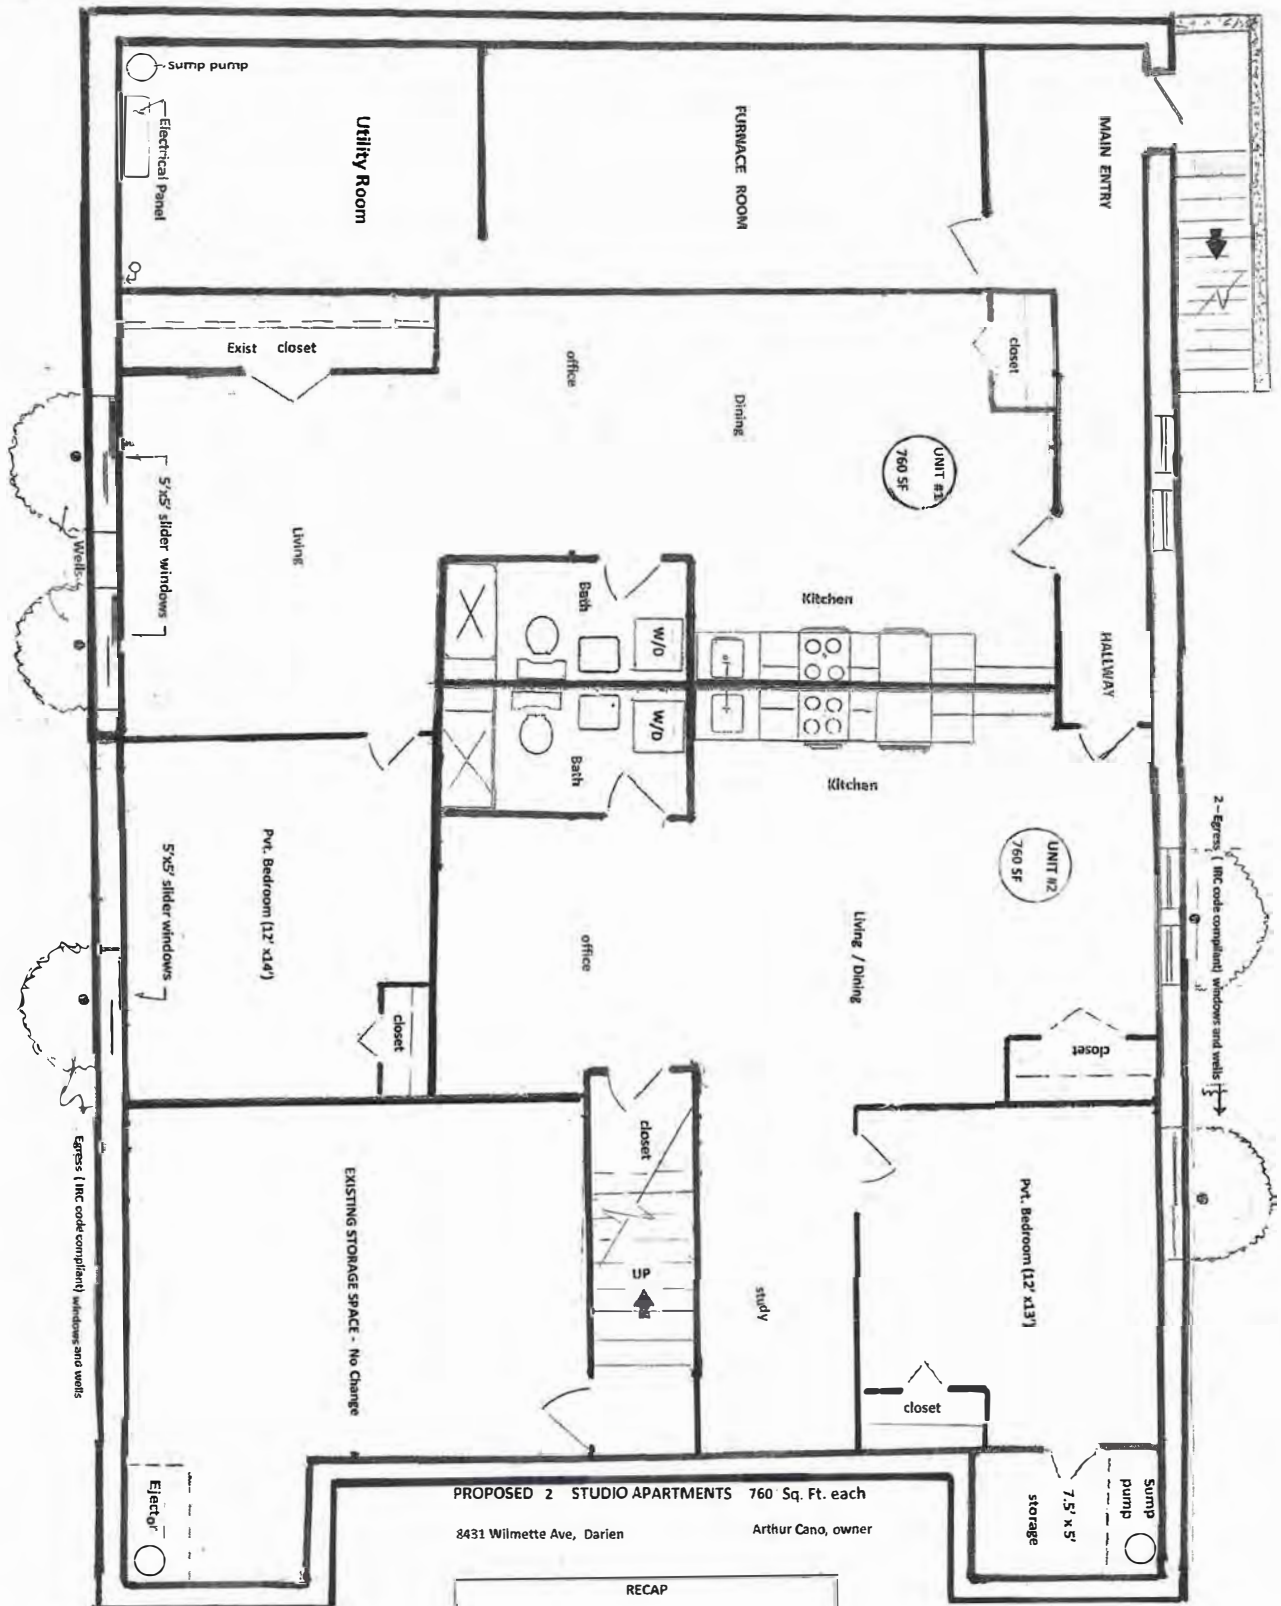 Sump pump
Electrical Panel
Utility Room
FURNACE ROOM
MAIN ENTRY
Exist closet
office
Dining
closet
UNIT #1
760 SF
5'x5' slider windows
Wells
Living
Bath
W/D
Kitchen
HALLWAY
W/D
Bath
Kitchen
UNIT #2
760 SF
2 - Egress ( IRC code compliant) windows and wells
Pvt. Bedroom (12' x14')
5'x5' slider windows
closet
office
Living / Dining
closet
Egress ( IRC code compliant) windows and wells
EXISTING STORAGE SPACE - No Change
closet
UP
study
Pvt. Bedroom (12' x13')
closet
Ejector
storage
7.5' x 5'
Sump
pump
PROPOSED 2 STUDIO APARTMENTS 760 Sq. Ft. each
8431 Wilmette Ave, Darien
Arthur Cano, owner
RECAP